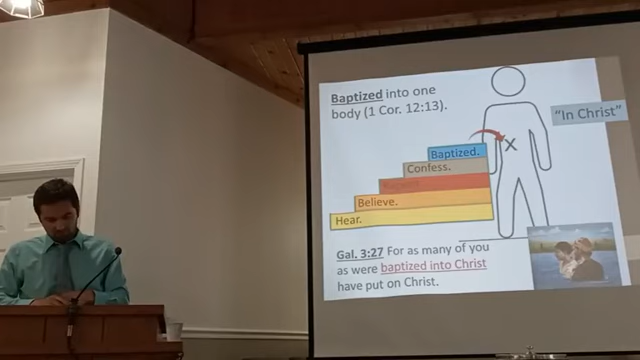 Baptized into one
body (1 Cor. 12:13).
"In Christ"
X
Baptized.
Confess.
Believe.
Hear.
Gal. 3:27 For as many of you
as were baptized into Christ
have put on Christ.